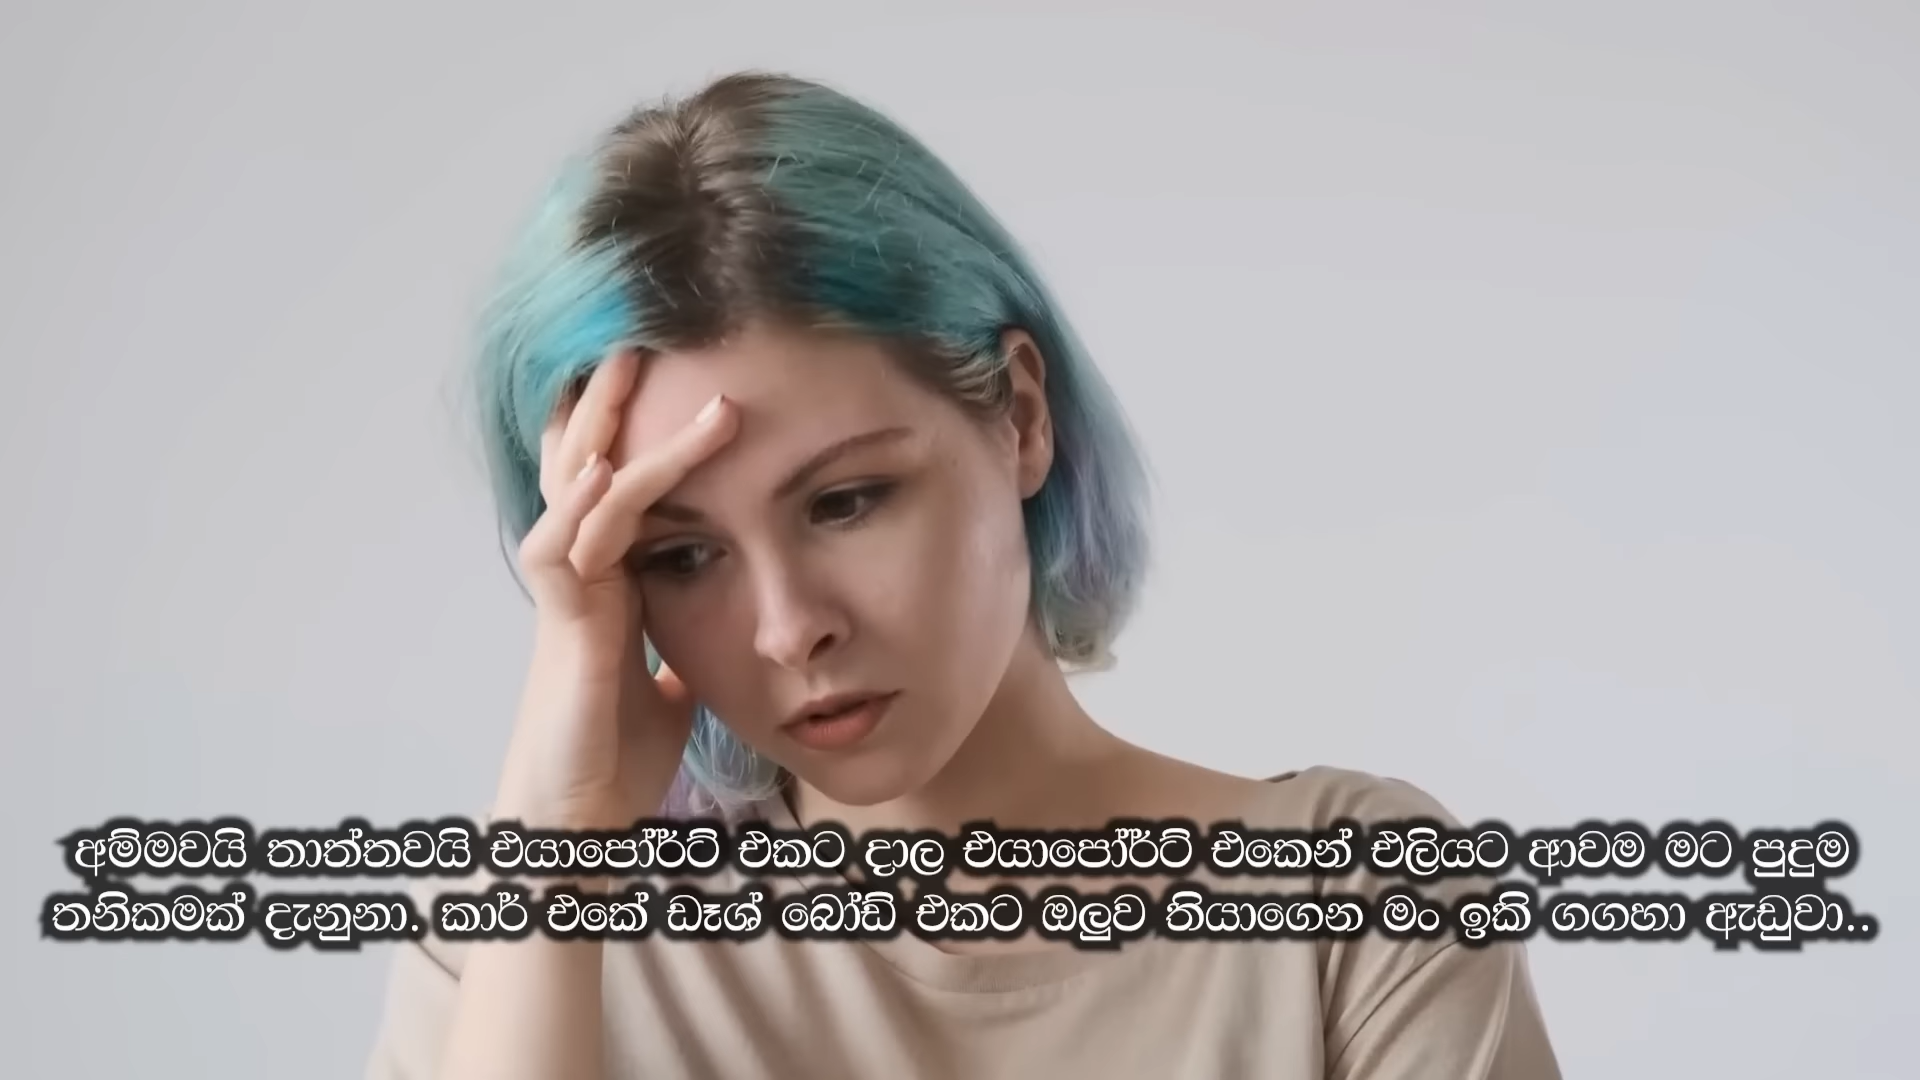 අම්මවයි තාත්තවයි එයාපෝර්ට් එකට දාල එයාපෝර්ට් එකෙන් එලියට ආවම මට පුදුම
තනිකමක් දැනුනා. කාර් එකේ ඩෑශ් බෝඩ් එකට ඔලුව තියාගෙන මං ඉකි ගගහා ඇඩුවා..